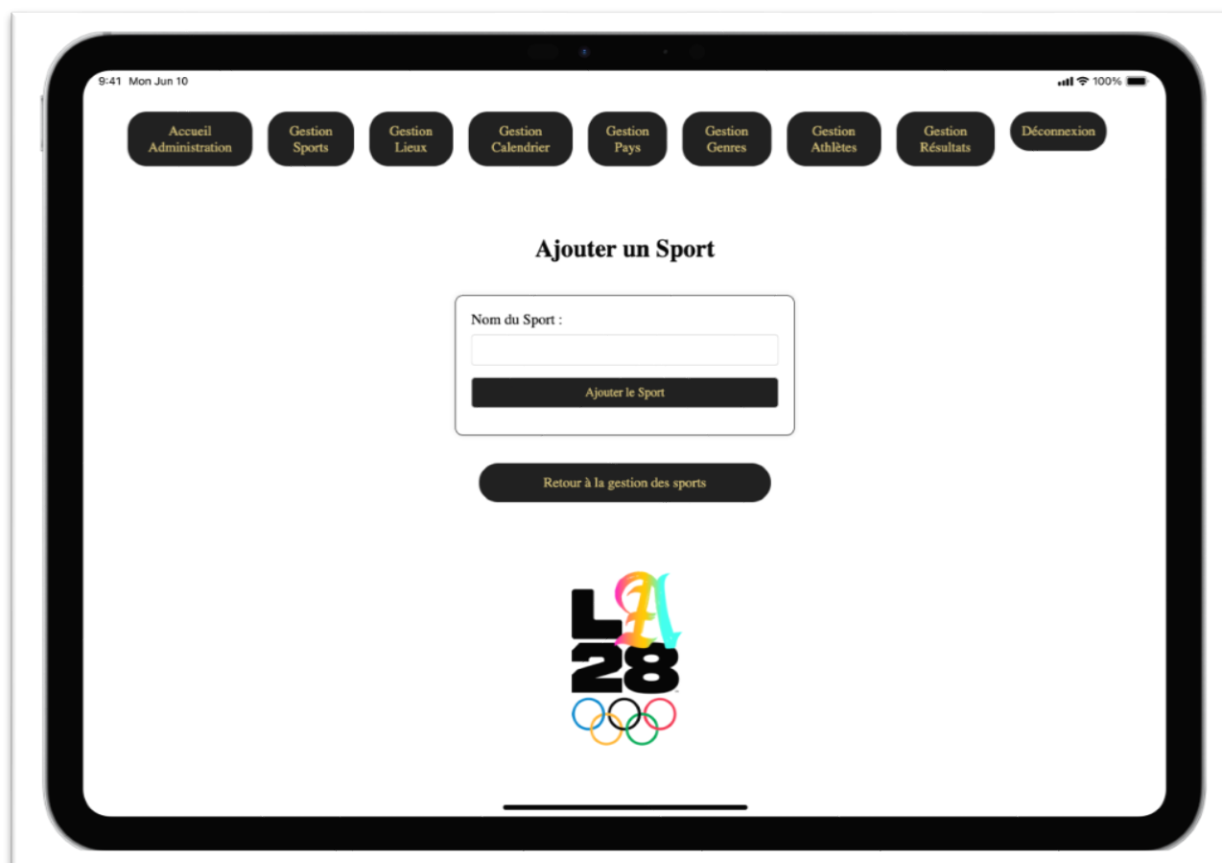 9:41 Mon Jun 10
100%
Accueil
Administration
Gestion
Sports
Gestion
Lieux
Gestion
Calendrier
Gestion
Pays
Gestion
Genres
Gestion
Athlètes
Gestion
Résultats
Déconnexion
Ajouter un Sport
Nom du Sport :
Ajouter le Sport
Retour à la gestion des sports
LA
28